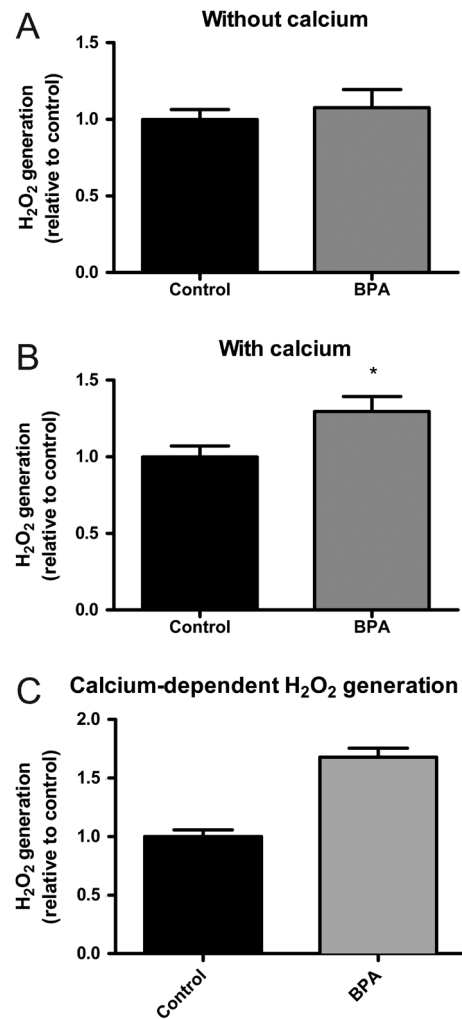 A
Without calcium
H₂O₂ generation
(relative to control)
1.5
1.0
0.5
0.0
Control
BPA
B
With calcium
*
H₂O₂ generation
(relative to control)
1.5
1.0
0.5
0.0
Control
BPA
C
Calcium-dependent H₂O₂ generation
H₂O₂ generation
(relative to control)
2.0
1.5
1.0
0.5
0.0
Control
BPA